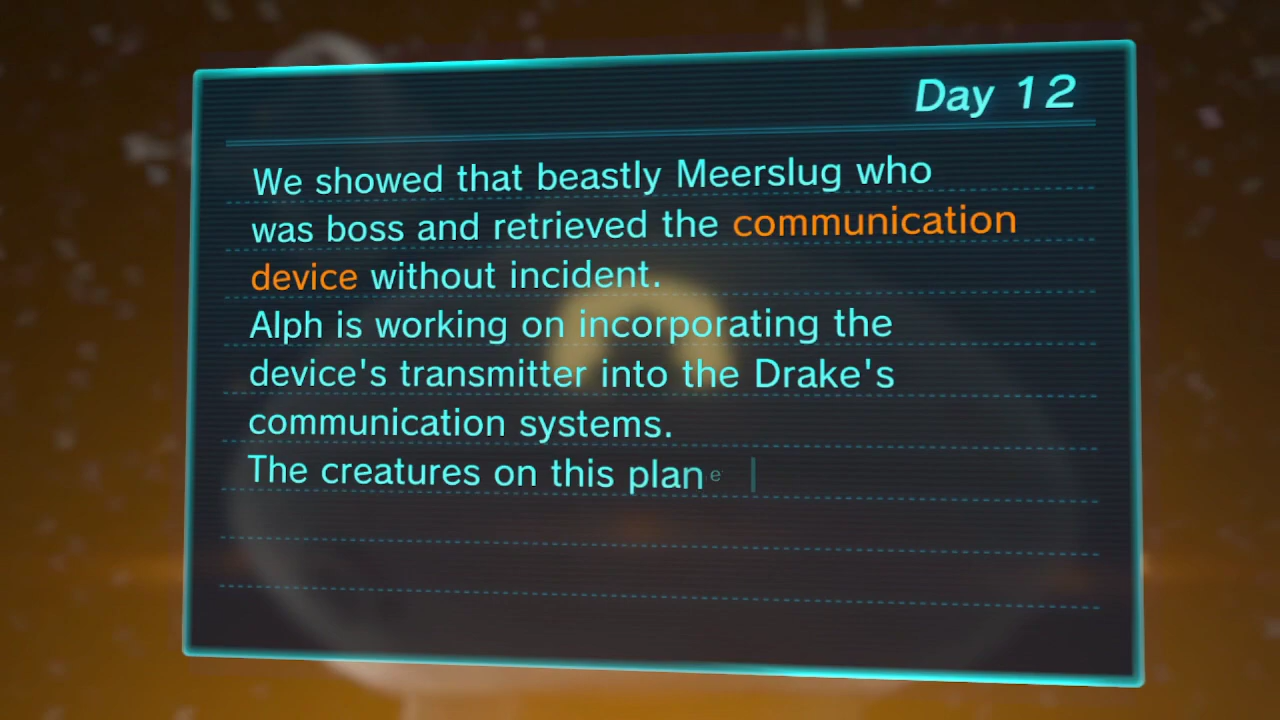 Day 12
We showed that beastly Meerslug who
was boss and retrieved the communication
device without incident.
Alph is working on incorporating the
device's transmitter into the Drake's
communication systems.
The creatures on this plane